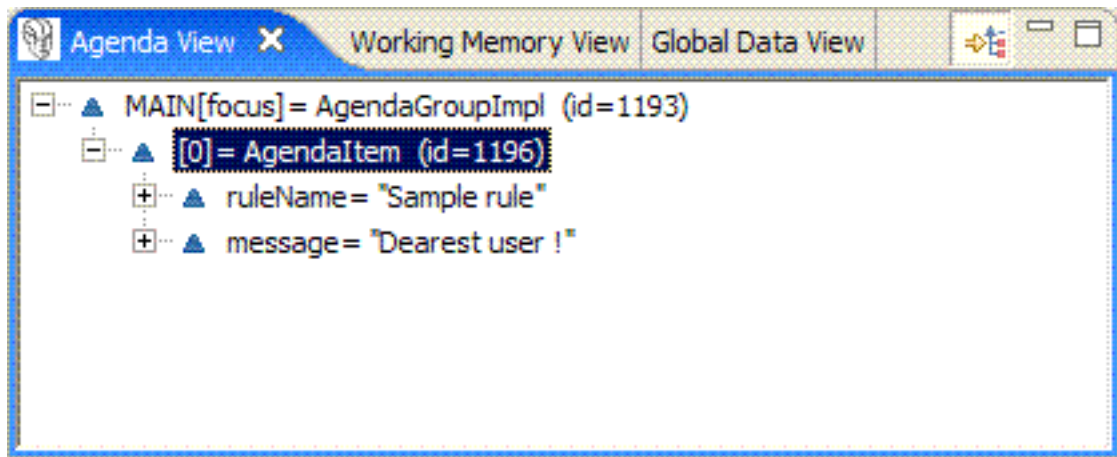 Agenda View Working Memory View Global Data View
MAIN[focus]= AgendaGroupImpl (id=1193)
[0]= AgendaItem (id=1196)
ruleName= "Sample rule"
message= "Dearest user !"